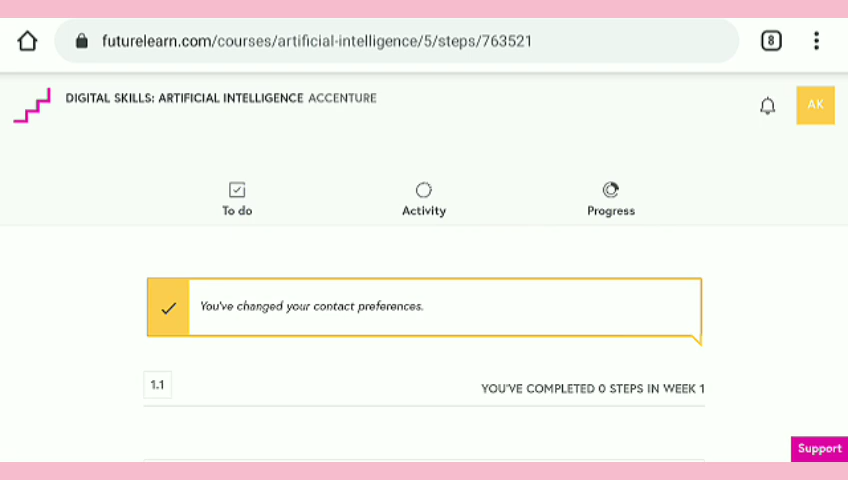 futurelearn.com/courses/artificial-intelligence/5/steps/763521
8
DIGITAL SKILLS: ARTIFICIAL INTELLIGENCE ACCENTURE
AK
To do
Activity
Progress
You've changed your contact preferences.
1.1
YOU'VE COMPLETED 0 STEPS IN WEEK 1
Support